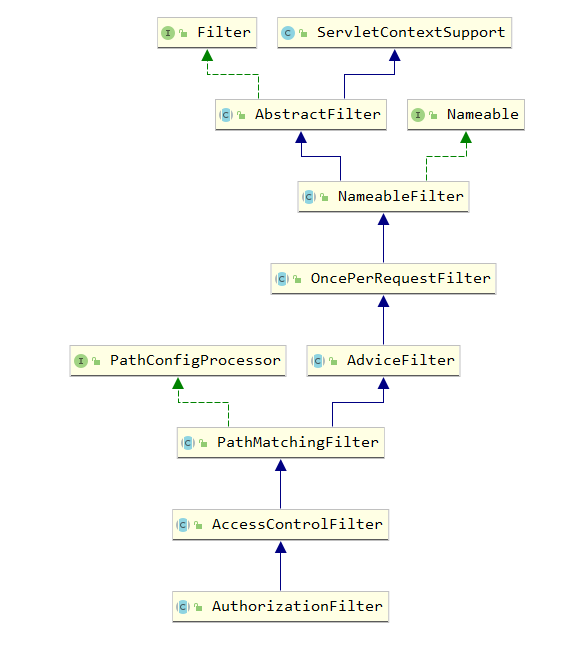 I Filter
C ServletContextSupport
C AbstractFilter
I Nameable
C NameableFilter
C OncePerRequestFilter
I PathConfigProcessor
C AdviceFilter
C PathMatchingFilter
C AccessControlFilter
C AuthorizationFilter